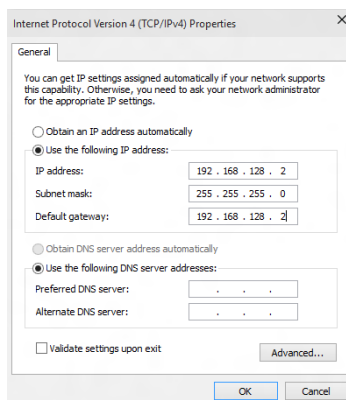 Internet Protocol Version 4 (TCP/IPv4) Properties
General
You can get IP settings assigned automatically if your network supports
this capability. Otherwise, you need to ask your network administrator
for the appropriate IP settings.
Obtain an IP address automatically
Use the following IP address:
IP address: 192 . 168 . 128 . 2
Subnet mask: 255 . 255 . 255 . 0
Default gateway: 192 . 168 . 128 . 2
Obtain DNS server address automatically
Use the following DNS server addresses:
Preferred DNS server: . . .
Alternate DNS server: . . .
Validate settings upon exit
Advanced...
OK Cancel